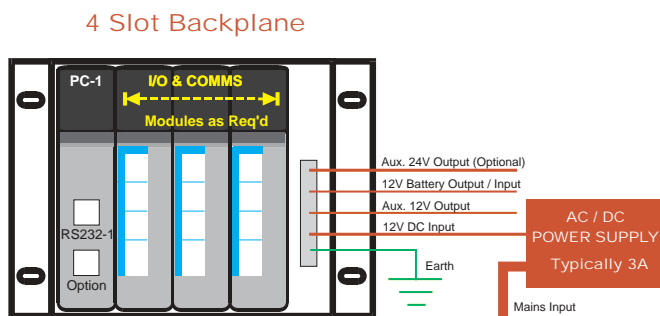 4 Slot Backplane
PC-1
I/O & COMMS
Modules as Req'd
RS232-1
Option
Aux. 24V Output (Optional)
12V Battery Output / Input
Aux. 12V Output
12V DC Input
Earth
AC / DC
POWER SUPPLY
Typically 3A
Mains Input